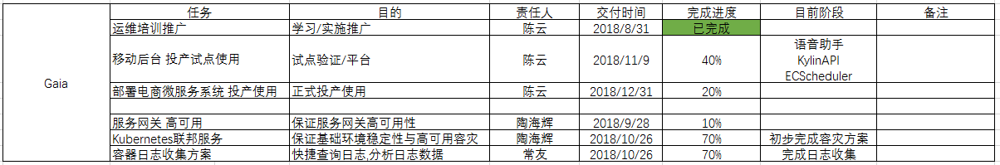 任务 目的 责任人 交付时间 完成进度 目前阶段 备注
运维培训推广 学习/实施推广 陈云 2018/8/31 已完成
移动后台 投产试点使用 试点验证/平台 陈云 2018/11/9 40% 语音助手
KylinAPI
ECScheduler
Gaia
部署电商微服务系统 投产使用 正式投产使用 陈云 2018/12/31 20%
服务网关 高可用 保证服务网关高可用性 陶海辉 2018/9/28 10%
Kubernetes联邦服务 保证基础环境稳定性与高可用容灾 陶海辉 2018/10/26 70% 初步完成容灾方案
容器日志收集方案 快捷查询日志,分析日志数据 常友 2018/10/26 70% 完成日志收集